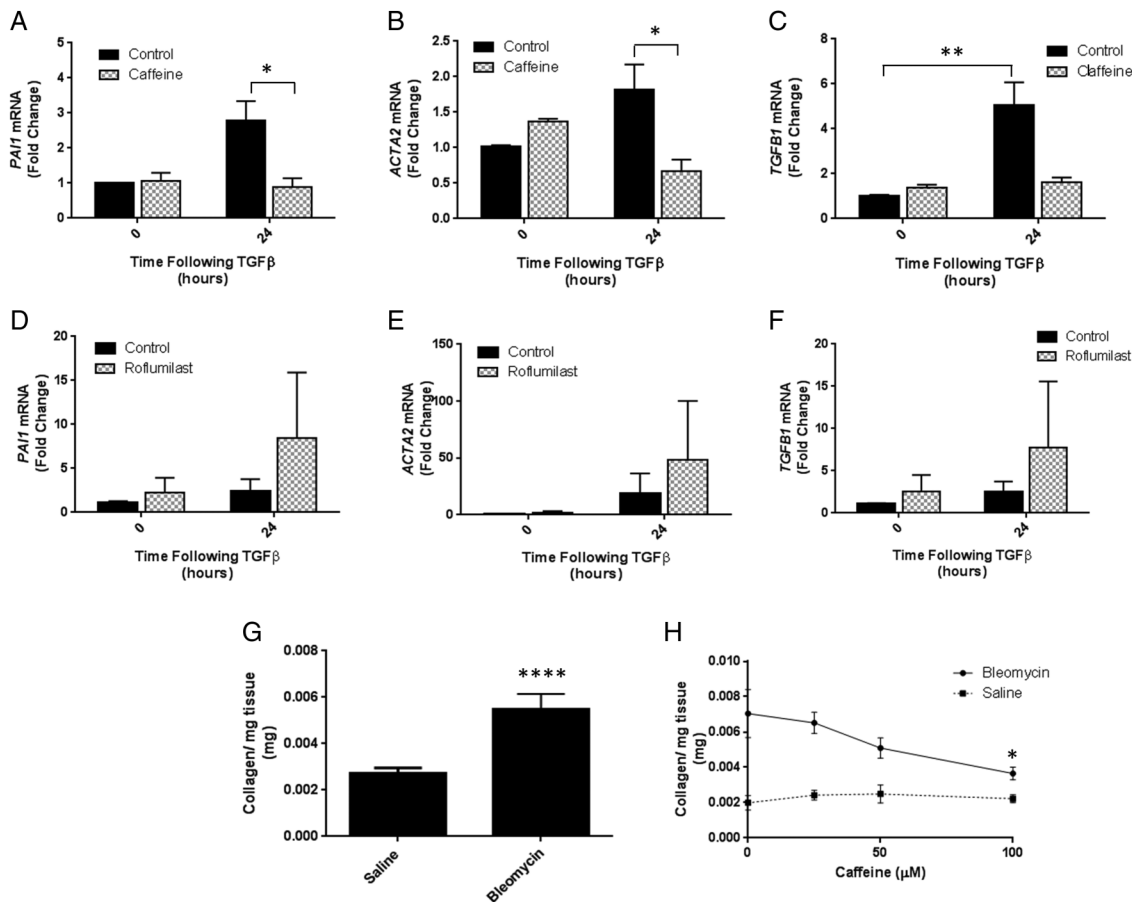 A
PAI1 mRNA
(Fold Change)
5
4
3
2
1
0
Control
Caffeine
*
0
24
Time Following TGFβ
(hours)
B
ACTA2 mRNA
(Fold Change)
2.5
2.0
1.5
1.0
0.5
0.0
Control
Caffeine
*
0
24
Time Following TGFβ
(hours)
C
TGFB1 mRNA
(Fold Change)
8
6
4
2
0
**
Control
Claffeine
0
24
Time Following TGFβ
(hours)
D
PAI1 mRNA
(Fold Change)
20
15
10
5
0
Control
Roflumilast
0
24
Time Following TGFβ
(hours)
E
ACTA2 mRNA
(Fold Change)
150
100
50
0
Control
Roflumilast
0
24
Time Following TGFβ
(hours)
F
TGFB1 mRNA
(Fold Change)
20
15
10
5
0
Control
Roflumilast
0
24
Time Following TGFβ
(hours)
G
Collagen/ mg tissue
(mg)
0.008
0.006
0.004
0.002
0.000
****
Saline
Bleomycin
H
Collagen/ mg tissue
(mg)
0.010
0.008
0.006
0.004
0.002
0.000
Bleomycin
Saline
*
0
50
100
Caffeine (µM)